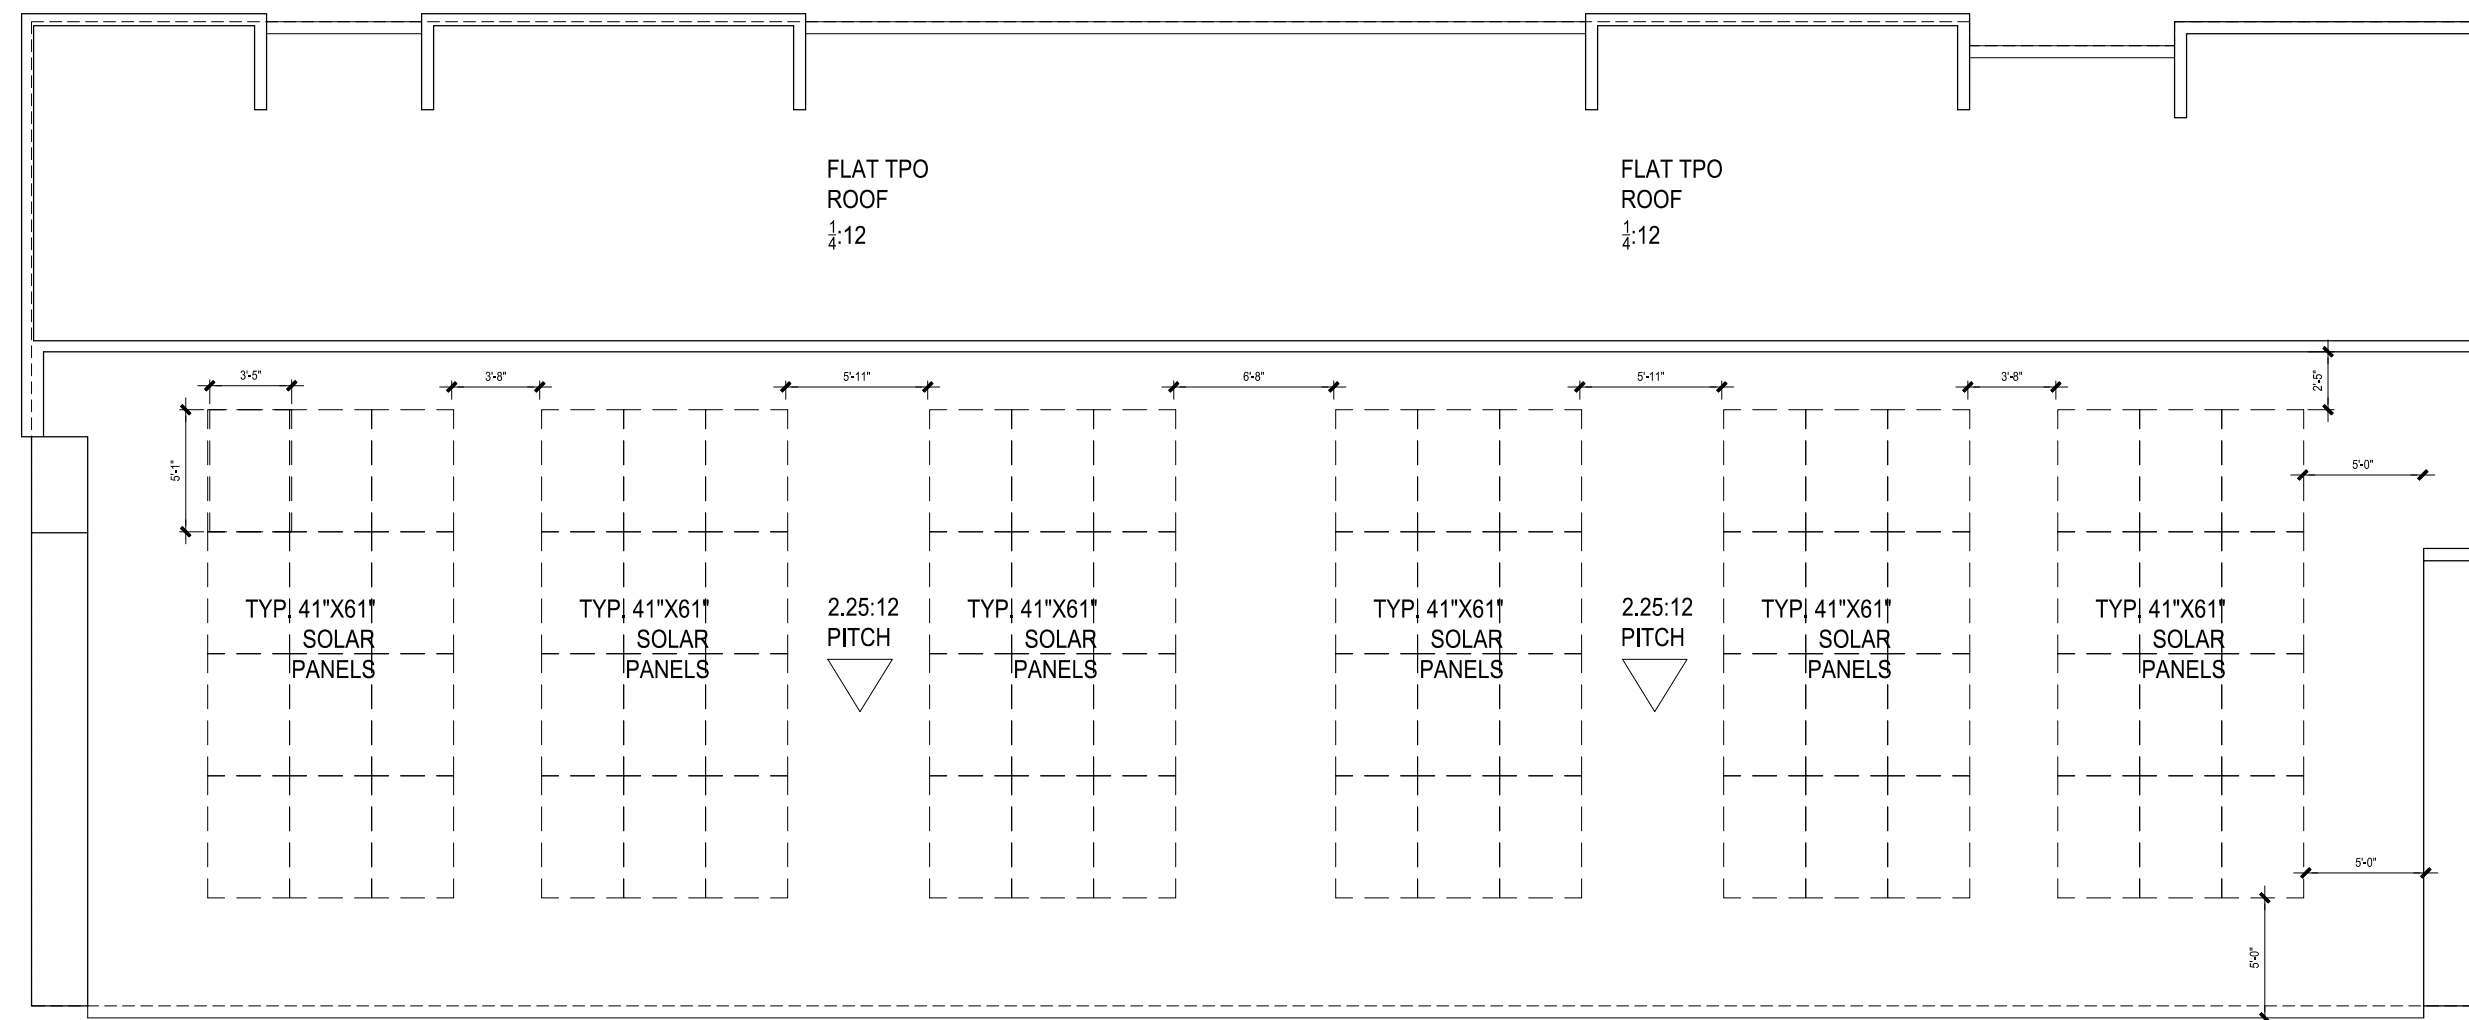 FLAT TPO
ROOF
1/4:12
FLAT TPO
ROOF
1/4:12
3'-5"
3'-8"
5'-11"
6'-8"
5'-11"
3'-8"
2'-5"
5'-1"
5'-0"
TYP. 41"X61"
SOLAR
PANELS
TYP. 41"X61"
SOLAR
PANELS
2.25:12
PITCH
TYP. 41"X61"
SOLAR
PANELS
TYP. 41"X61"
SOLAR
PANELS
2.25:12
PITCH
TYP. 41"X61"
SOLAR
PANELS
TYP. 41"X61"
SOLAR
PANELS
5'-0"
5'-0"